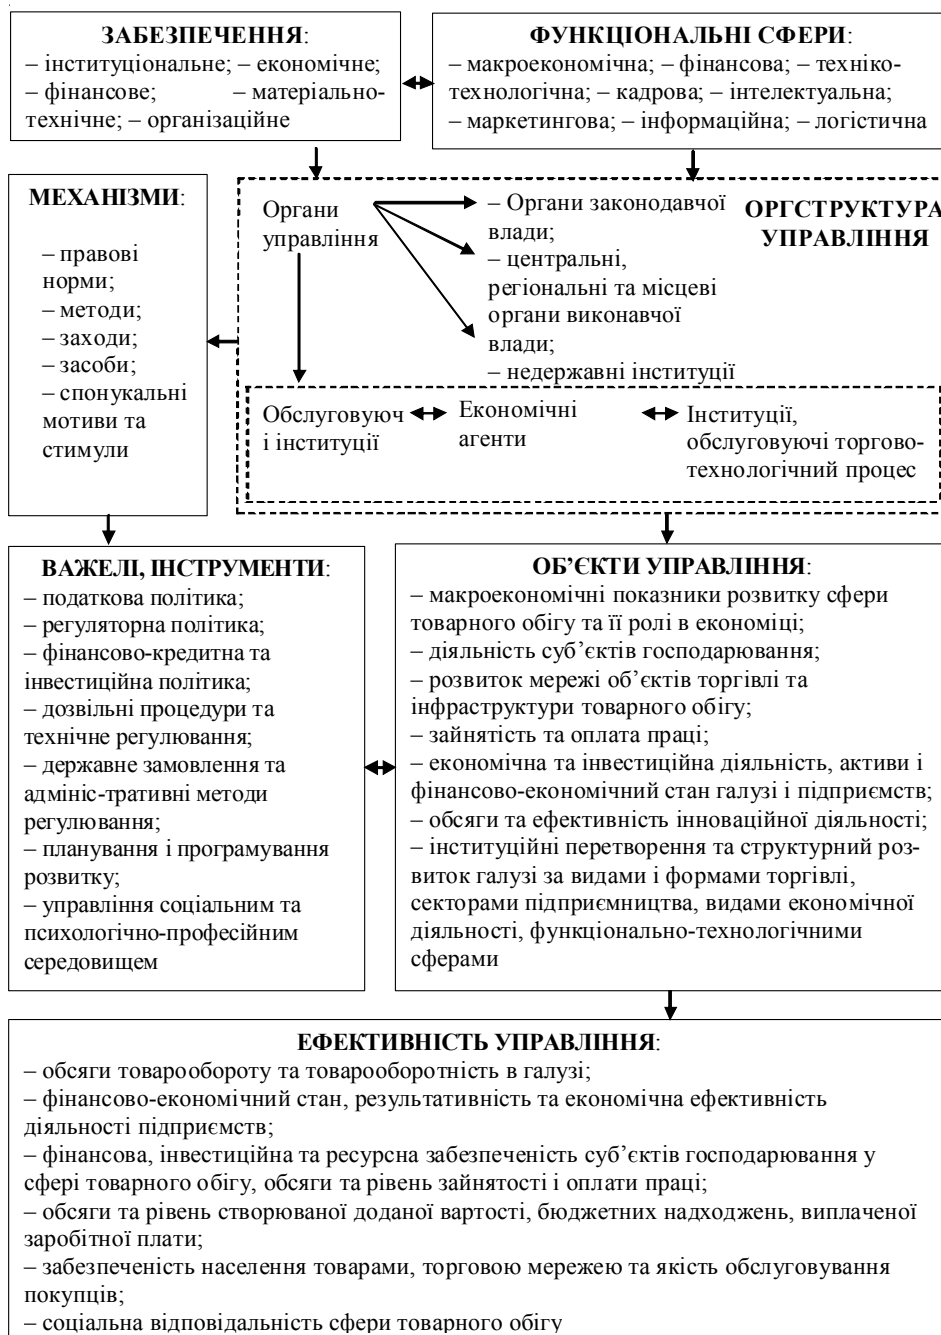 ЗАБЕЗПЕЧЕННЯ:
– інституціональне; – економічне;
– фінансове; – матеріально-
технічне; – організаційне
ФУНКЦІОНАЛЬНІ СФЕРИ:
– макроекономічна; – фінансова; – техніко-
технологічна; – кадрова; – інтелектуальна;
– маркетингова; – інформаційна; – логістична
МЕХАНІЗМИ:
– правові
норми;
– методи;
– заходи;
– засоби;
– спонукальні
мотиви та
стимули
Органи
управління
– Органи законодавчої
влади;
– центральні,
регіональні та місцеві
органи виконавчої
влади;
– недержавні інституції
ОРГСТРУКТУРА
УПРАВЛІННЯ
Обслуговуюч
і інституції
Економічні
агенти
Інституції,
обслуговуючі торгово-
технологічний процес
ВАЖЕЛІ, ІНСТРУМЕНТИ:
– податкова політика;
– регуляторна політика;
– фінансово-кредитна та
інвестиційна політика;
– дозвільні процедури та
технічне регулювання;
– державне замовлення та
адмініс-тративні методи
регулювання;
– планування і програмування
розвитку;
– управління соціальним та
психологічно-професійним
середовищем
ОБ’ЄКТИ УПРАВЛІННЯ:
– макроекономічні показники розвитку сфери
товарного обігу та її ролі в економіці;
– діяльність суб’єктів господарювання;
– розвиток мережі об’єктів торгівлі та
інфраструктури товарного обігу;
– зайнятість та оплата праці;
– економічна та інвестиційна діяльність, активи і
фінансово-економічний стан галузі і підприємств;
– обсяги та ефективність інноваційної діяльності;
– інституційні перетворення та структурний роз-
виток галузі за видами і формами торгівлі,
секторами підприємництва, видами економічної
діяльності, функціонально-технологічними
сферами
ЕФЕКТИВНІСТЬ УПРАВЛІННЯ:
– обсяги товарообороту та товарооборотність в галузі;
– фінансово-економічний стан, результативність та економічна ефективність
діяльності підприємств;
– фінансова, інвестиційна та ресурсна забезпеченість суб’єктів господарювання у
сфері товарного обігу, обсяги та рівень зайнятості і оплати праці;
– обсяги та рівень створюваної доданої вартості, бюджетних надходжень, виплаченої
заробітної плати;
– забезпеченість населення товарами, торговою мережею та якість обслуговування
покупців;
– соціальна відповідальність сфери товарного обігу